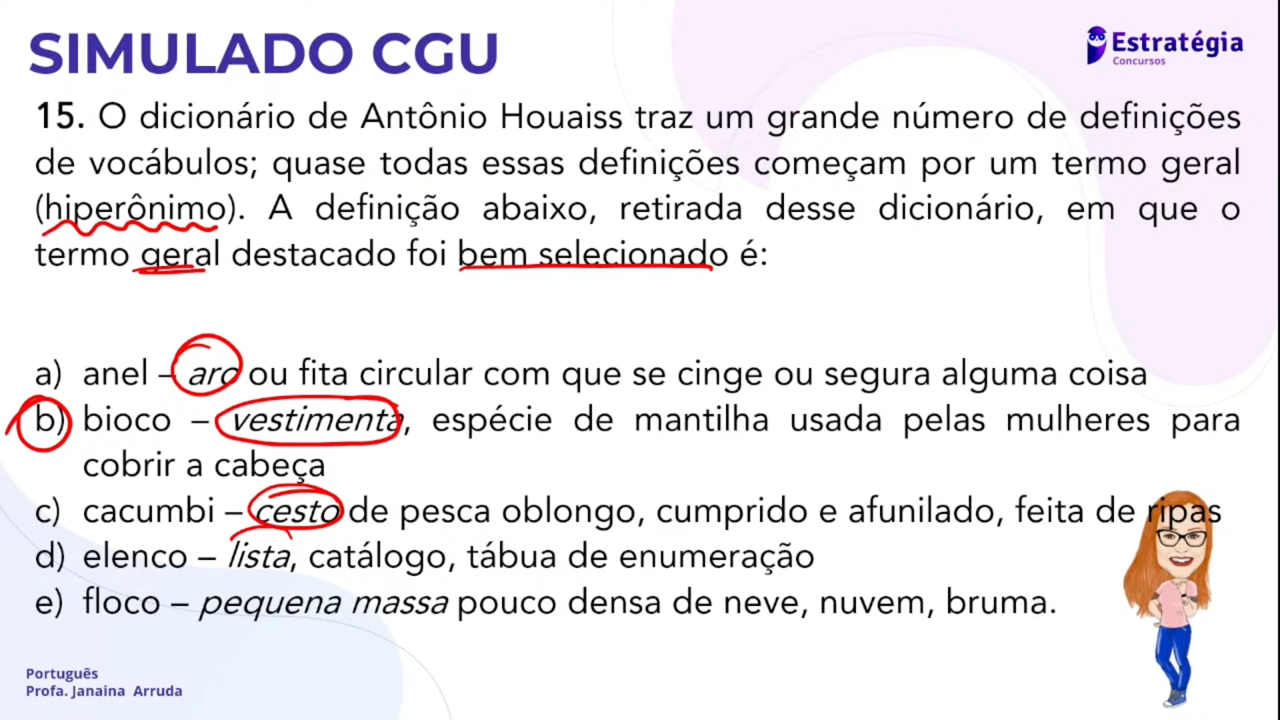 SIMULADO CGU
Estratégia
Concursos
15. O dicionário de Antônio Houaiss traz um grande número de definições
de vocábulos; quase todas essas definições começam por um termo geral
(hiperônimo). A definição abaixo, retirada desse dicionário, em que o
termo geral destacado foi bem selecionado é:
a) anel – aro ou fita circular com que se cinge ou segura alguma coisa
b) bioco – vestimenta, espécie de mantilha usada pelas mulheres para
cobrir a cabeça
c) cacumbi – cesto de pesca oblongo, cumprido e afunilado, feita de ripas
d) elenco – lista, catálogo, tábua de enumeração
e) floco – pequena massa pouco densa de neve, nuvem, bruma.
Português
Profa. Janaina Arruda